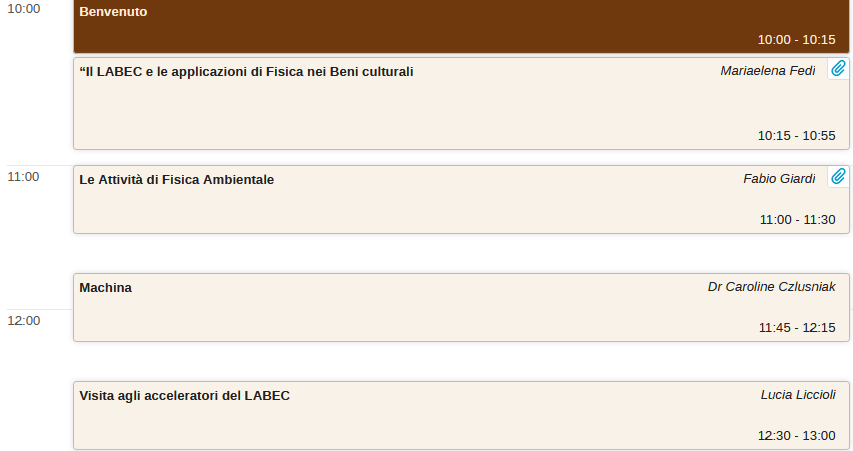 10:00
Benvenuto
10:00 - 10:15
“Il LABEC e le applicazioni di Fisica nei Beni culturali
Mariaelena Fedi
10:15 - 10:55
11:00
Le Attività di Fisica Ambientale
Fabio Giardi
11:00 - 11:30
Machina
Dr Caroline Czlusniak
11:45 - 12:15
12:00
Visita agli acceleratori del LABEC
Lucia Liccioli
12:30 - 13:00